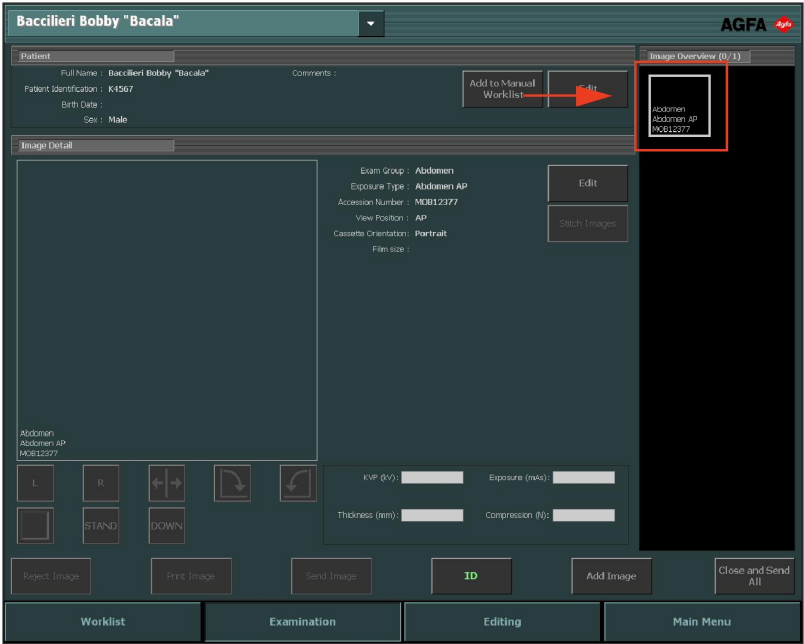 Baccilieri Bobby "Bacala"
AGFA
Agfa
Patient
Full Name : Baccilieri Bobby "Bacala"
Patient Identification : K4567
Birth Date :
Sex : Male
Comments :
Add to Manual
Worklist
Edit
Image Overview (0/1)
Abdomen
Abdomen AP
MOB12377
Image Detail
Abdomen
Abdomen AP
MOB12377
Exam Group : Abdomen
Exposure Type : Abdomen AP
Accession Number : MOB12377
View Position : AP
Cassette Orientation: Portrait
Film size :
Edit
Stitch Images
L
R
STAND
DOWN
KVP (kV):
Exposure (mAs):
Thickness (mm):
Compression (N):
Reject Image
Print Image
Send Image
ID
Add Image
Close and Send
All
Worklist
Examination
Editing
Main Menu